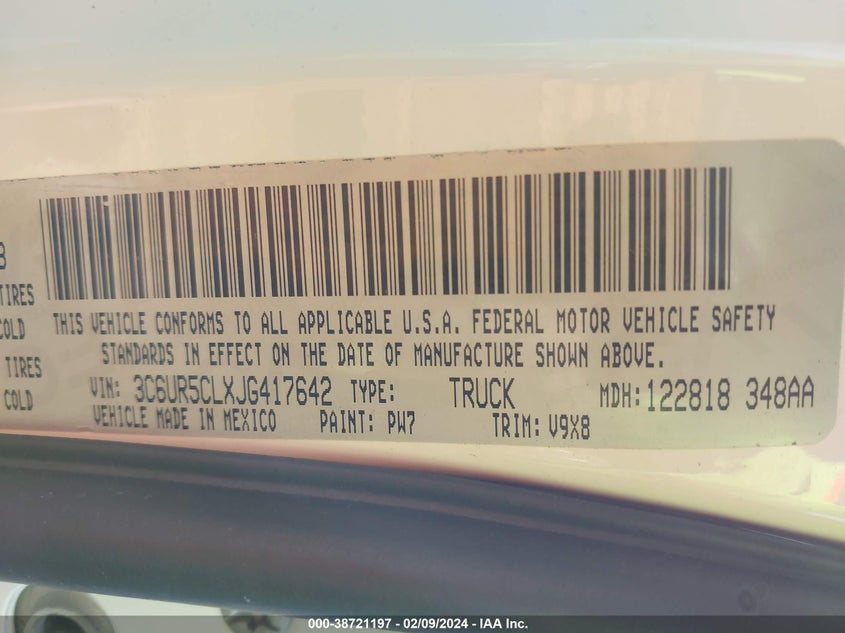 B
TIRES
COLD
TIRES
COLD
THIS VEHICLE CONFORMS TO ALL APPLICABLE U.S.A. FEDERAL MOTOR VEHICLE SAFETY
STANDARDS IN EFFECT ON THE DATE OF MANUFACTURE SHOWN ABOVE.
VIN: 3C6UR5CLXJG417642 TYPE: TRUCK MDH:122818 348AA
VEHICLE MADE IN MEXICO PAINT: PW7 TRIM: V9X8
000-38721197 - 02/09/2024 - IAA Inc.